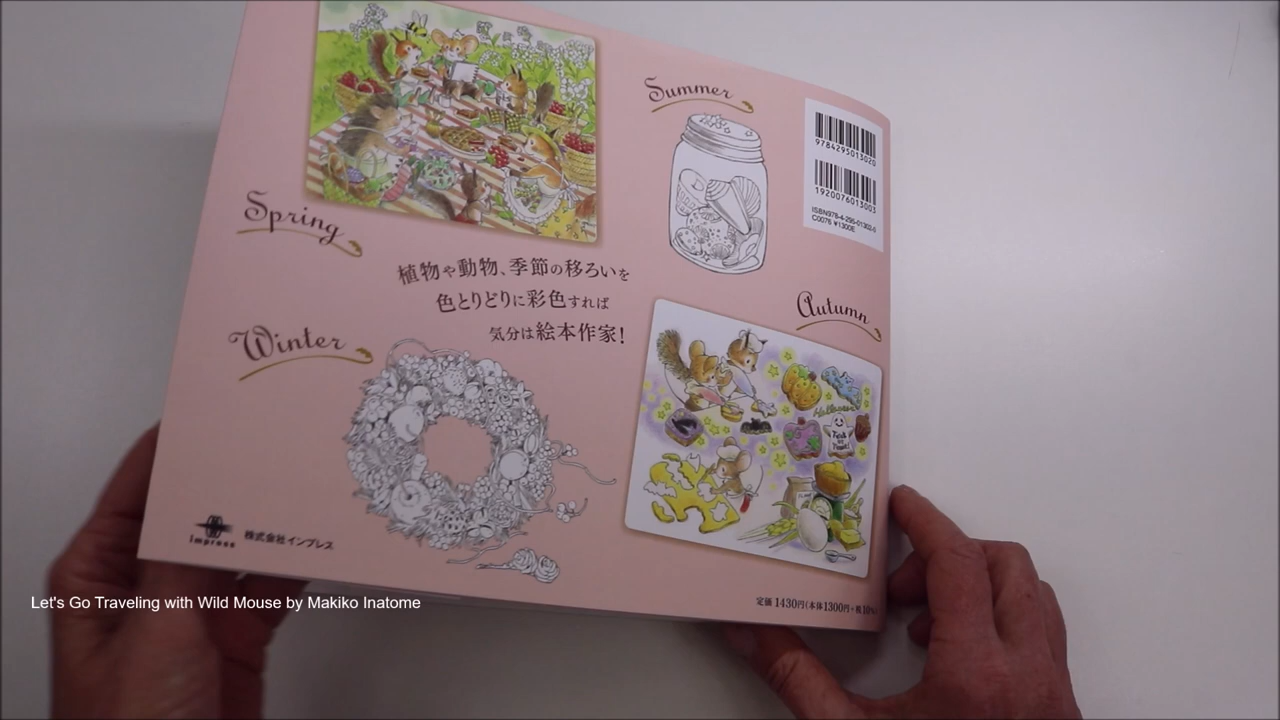 Summer
9784295013020
1920076013003
ISBN978-4-295-01302-0
C0076 ¥1300E
Spring
植物や動物、季節の移ろいを
色とりどりに彩色すれば
気分は絵本作家!
Autumn
Winter
Halloween
impress 株式会社インプレス
定価 1430円(本体1300円+税10%)
Let's Go Traveling with Wild Mouse by Makiko Inatome